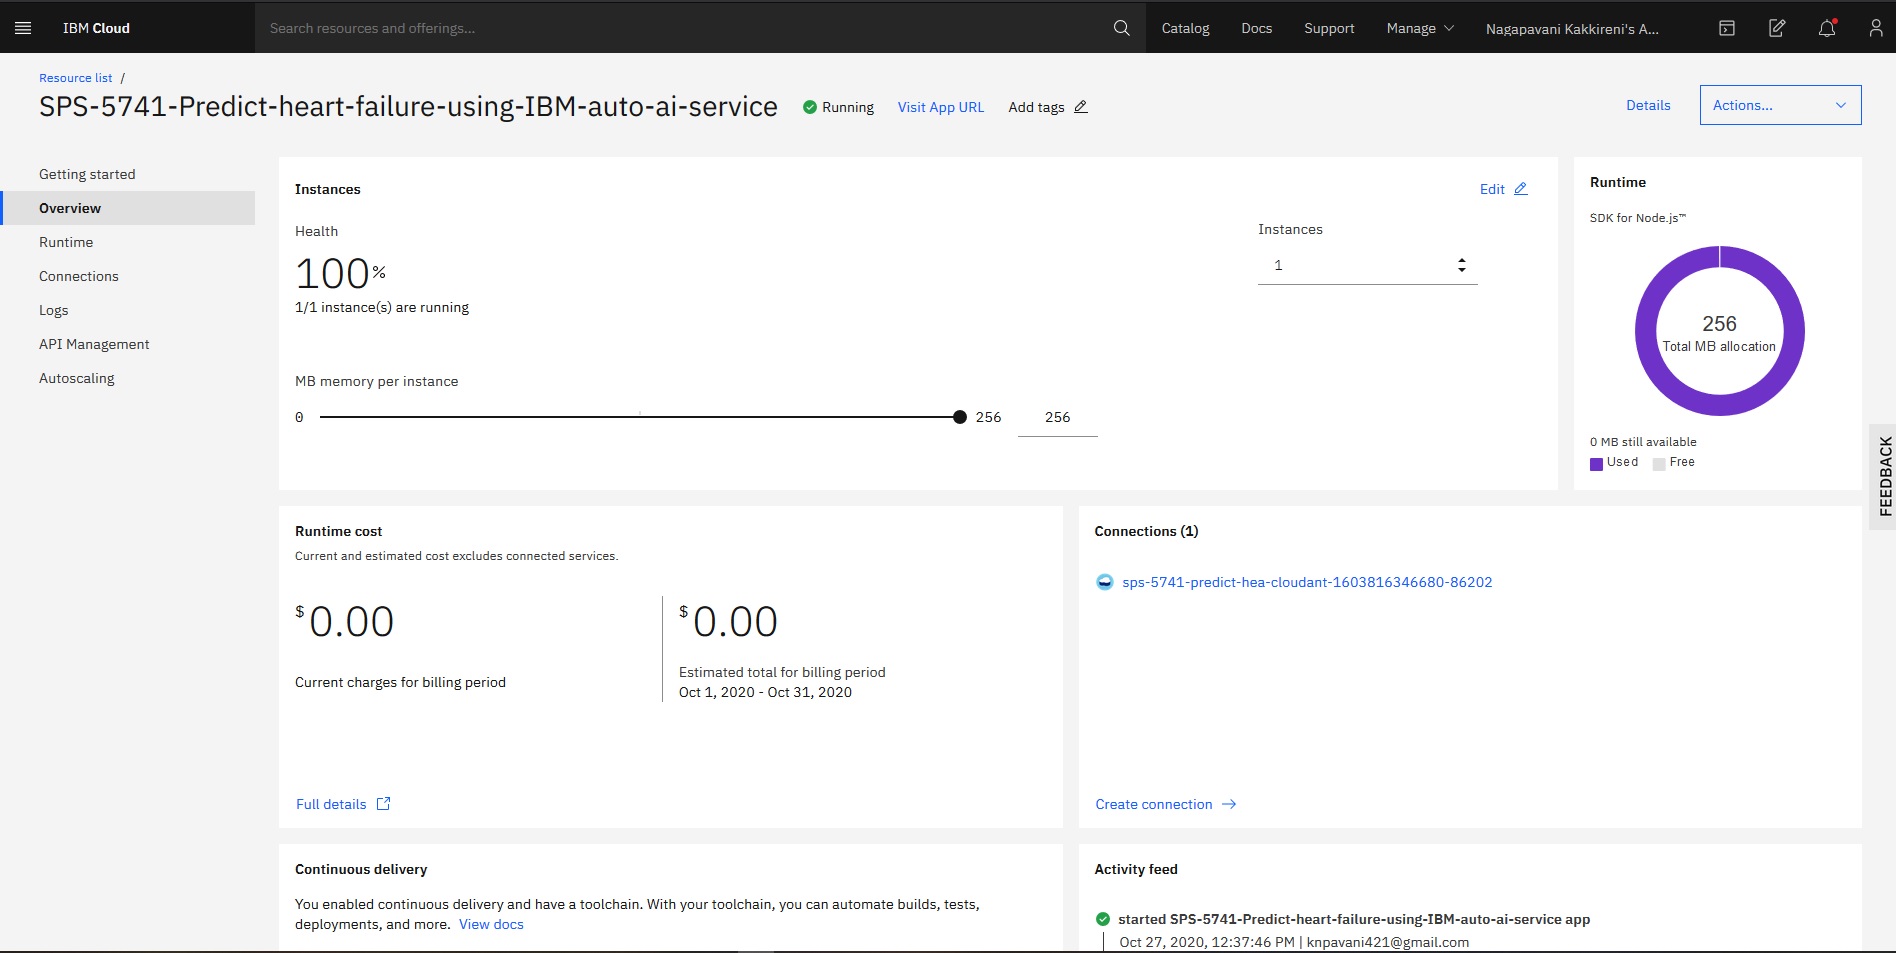 IBM Cloud
Search resources and offerings...
Catalog
Docs
Support
Manage
Nagapavani Kakkireni's A...
Resource list /
SPS-5741-Predict-heart-failure-using-IBM-auto-ai-service
Running
Visit App URL
Add tags
Details
Actions...
Getting started
Overview
Runtime
Connections
Logs
API Management
Autoscaling
Instances
Edit
Health
100%
1/1 instance(s) are running
Instances
1
MB memory per instance
0
256
256
Runtime
SDK for Node.js™
256
Total MB allocation
0 MB still available
Used
Free
FEEDBACK
Runtime cost
Current and estimated cost excludes connected services.
$0.00
Current charges for billing period
$0.00
Estimated total for billing period
Oct 1, 2020 - Oct 31, 2020
Full details
Connections (1)
sps-5741-predict-hea-cloudant-1603816346680-86202
Create connection
Continuous delivery
You enabled continuous delivery and have a toolchain. With your toolchain, you can automate builds, tests,
deployments, and more. View docs
Activity feed
started SPS-5741-Predict-heart-failure-using-IBM-auto-ai-service app
Oct 27, 2020, 12:37:46 PM | knpavani421@gmail.com